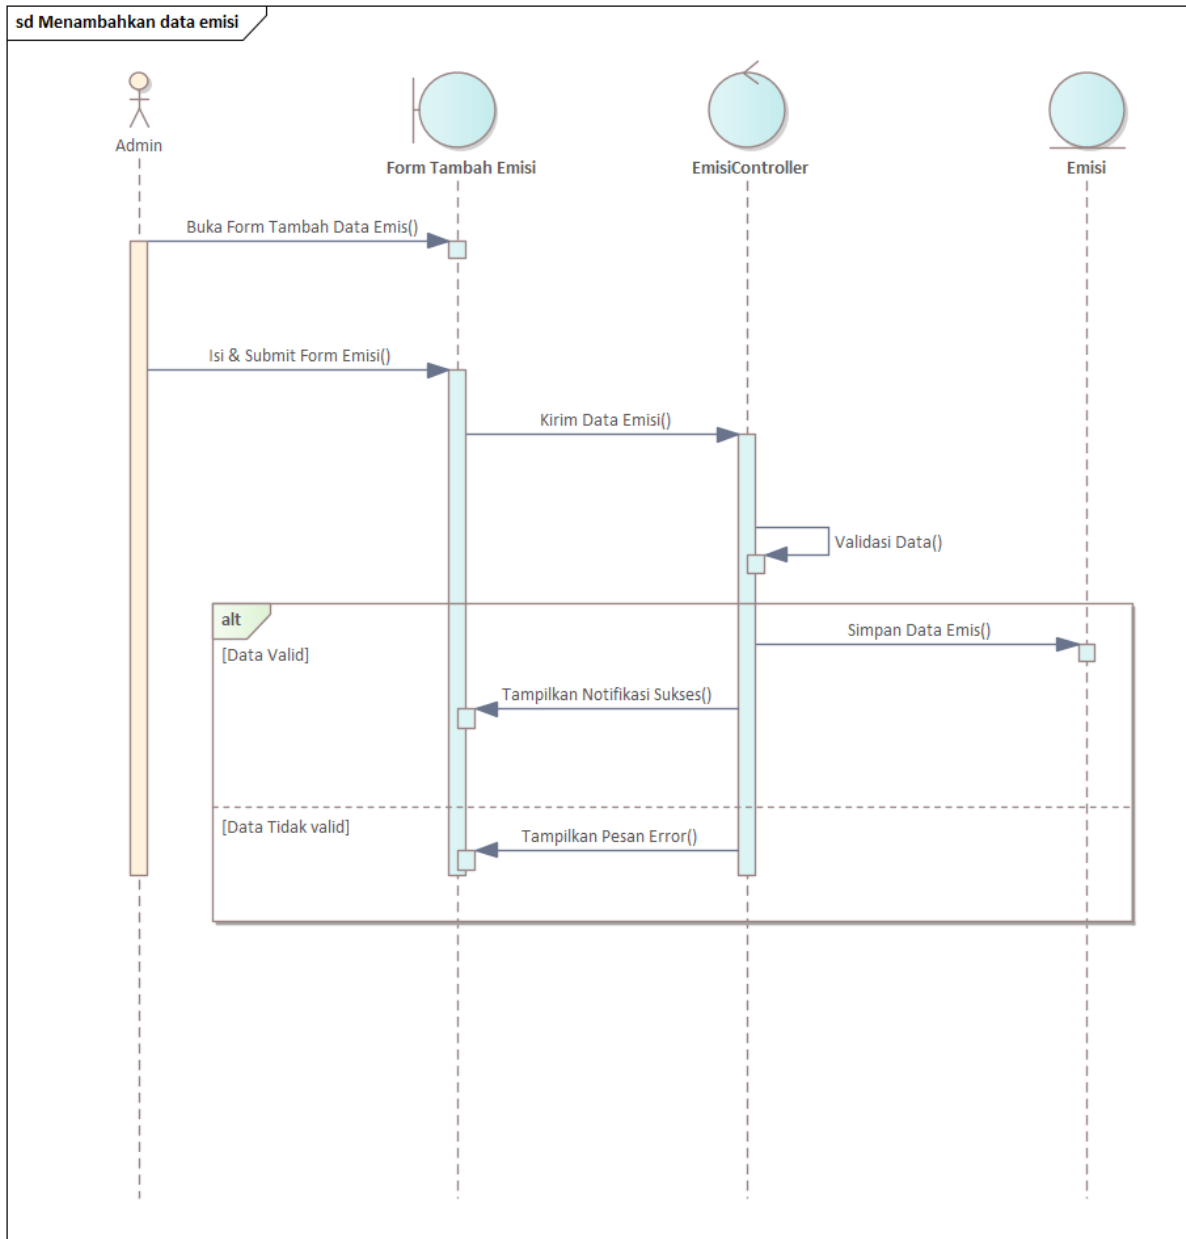 sd Menambahkan data emisi
Admin
Form Tambah Emisi
EmisiController
Emisi
Buka Form Tambah Data Emis()
Isi & Submit Form Emisi()
Kirim Data Emisi()
Validasi Data()
alt
Simpan Data Emis()
[Data Valid]
Tampilkan Notifikasi Sukses()
[Data Tidak valid]
Tampilkan Pesan Error()